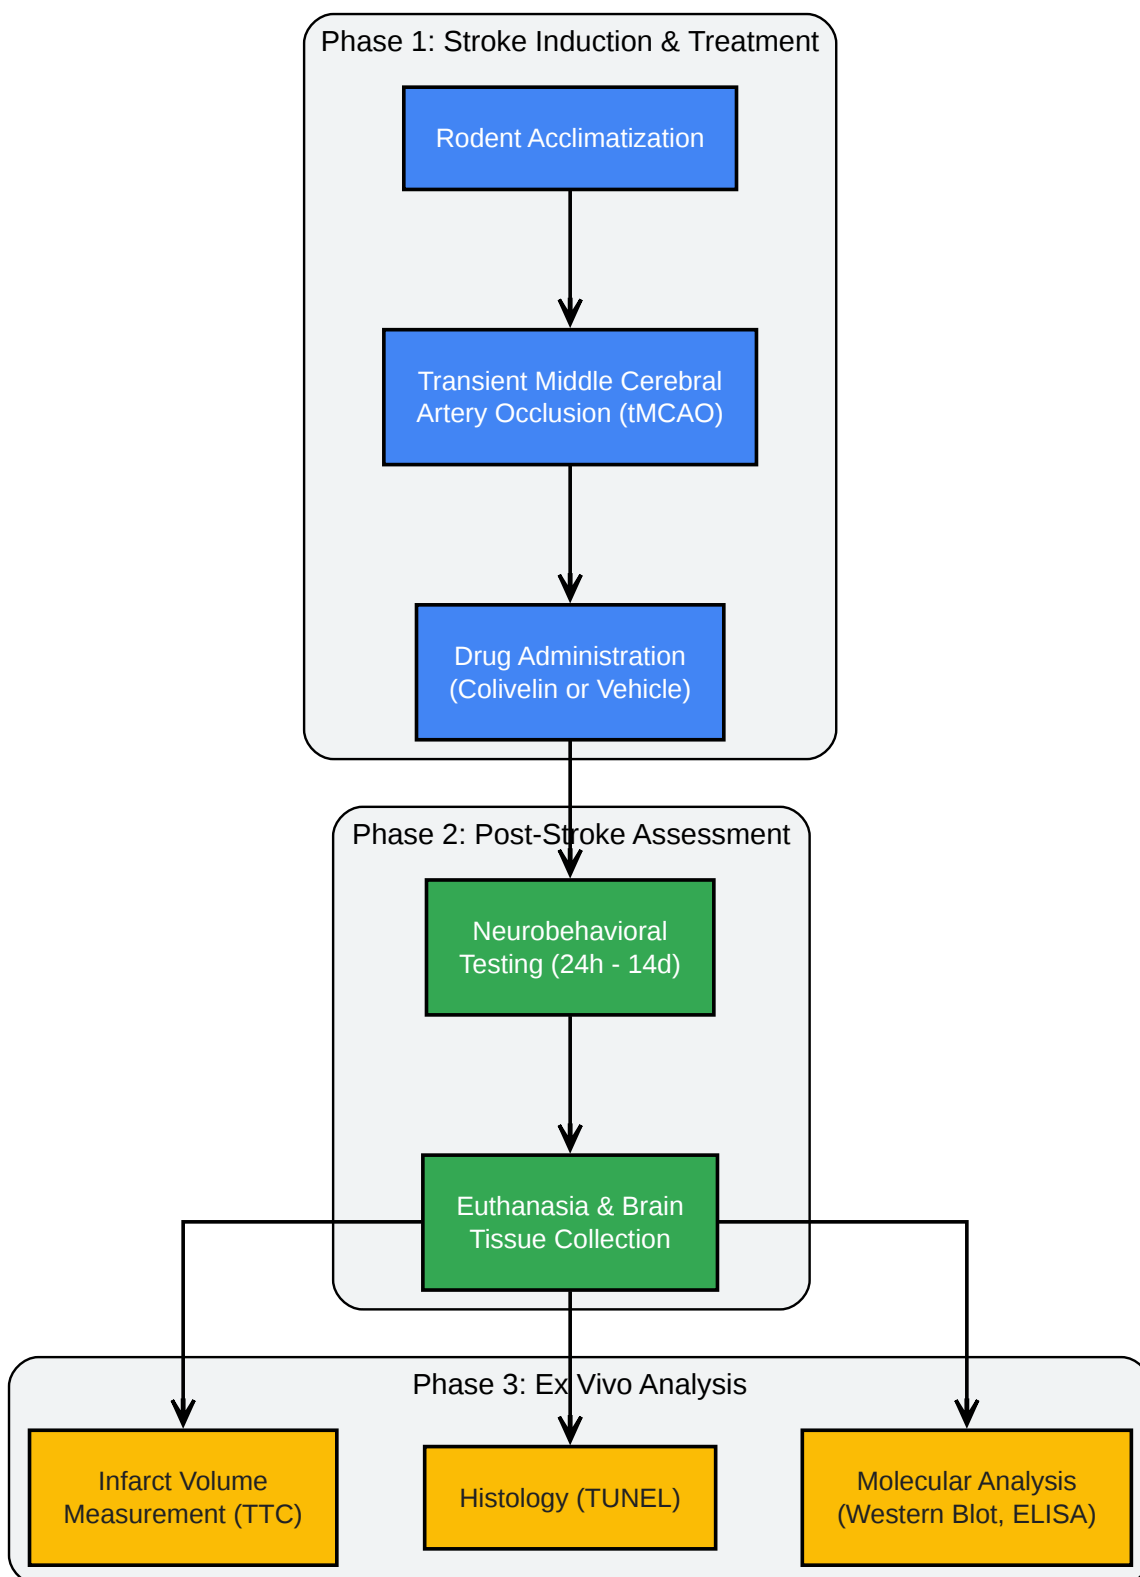 Phase 1: Stroke Induction & Treatment
Rodent Acclimatization
Transient Middle Cerebral
Artery Occlusion (tMCAO)
Drug Administration
(Colivelin or Vehicle)
Phase 2: Post-Stroke Assessment
Neurobehavioral
Testing (24h - 14d)
Euthanasia & Brain
Tissue Collection
Phase 3: Ex Vivo Analysis
Infarct Volume
Measurement (TTC)
Histology (TUNEL)
Molecular Analysis
(Western Blot, ELISA)